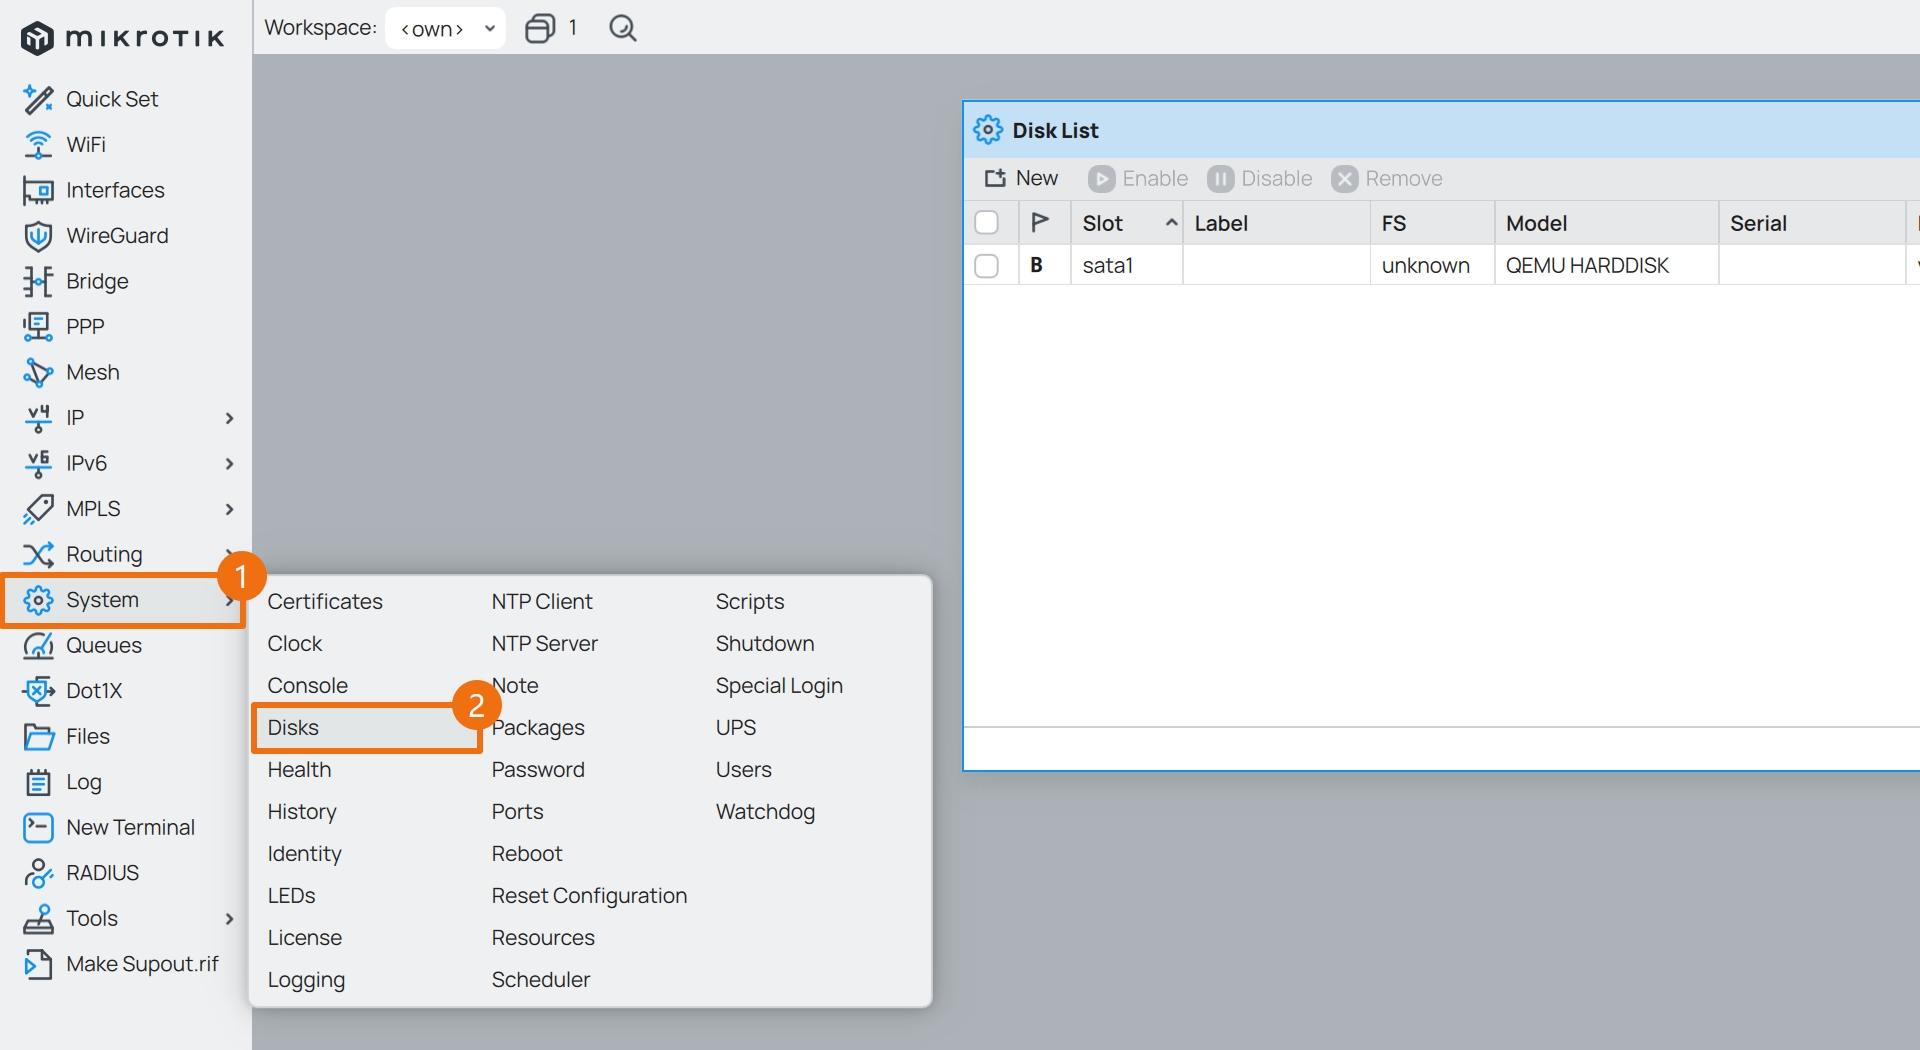 mikrotik
Workspace: <own> 1
Quick Set
WiFi
Interfaces
WireGuard
Bridge
PPP
Mesh
v4 IP
v6 IPv6
MPLS
Routing
1
System
Queues
Dot1X
Files
Log
New Terminal
RADIUS
Tools
Make Supout.rif
Certificates
Clock
Console
2
Disks
Health
History
Identity
LEDs
License
Logging
NTP Client
NTP Server
Note
Packages
Password
Ports
Reboot
Reset Configuration
Resources
Scheduler
Scripts
Shutdown
Special Login
UPS
Users
Watchdog
Disk List
New Enable Disable Remove
Slot Label FS Model Serial
B sata1 unknown QEMU HARDDISK